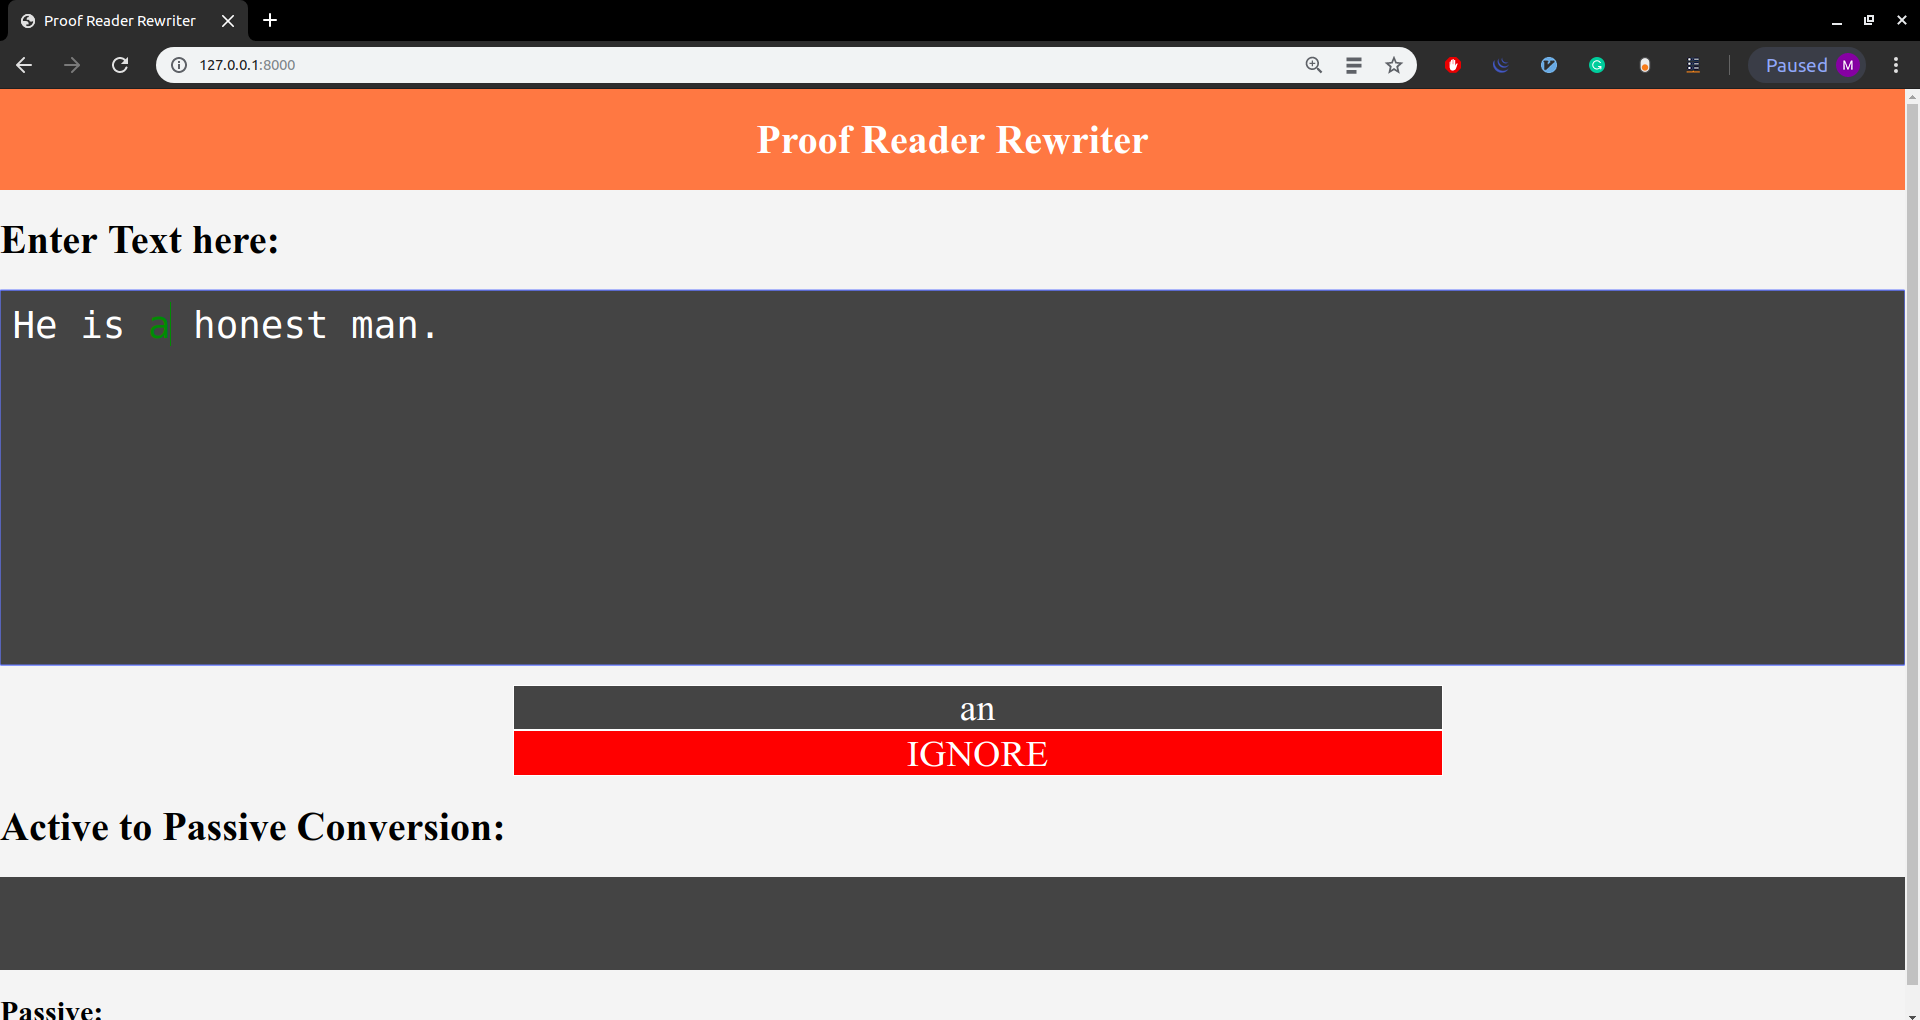 Proof Reader Rewriter
127.0.0.1:8000
Paused M
Proof Reader Rewriter
Enter Text here:
He is a honest man.
an
IGNORE
Active to Passive Conversion:
Passive: